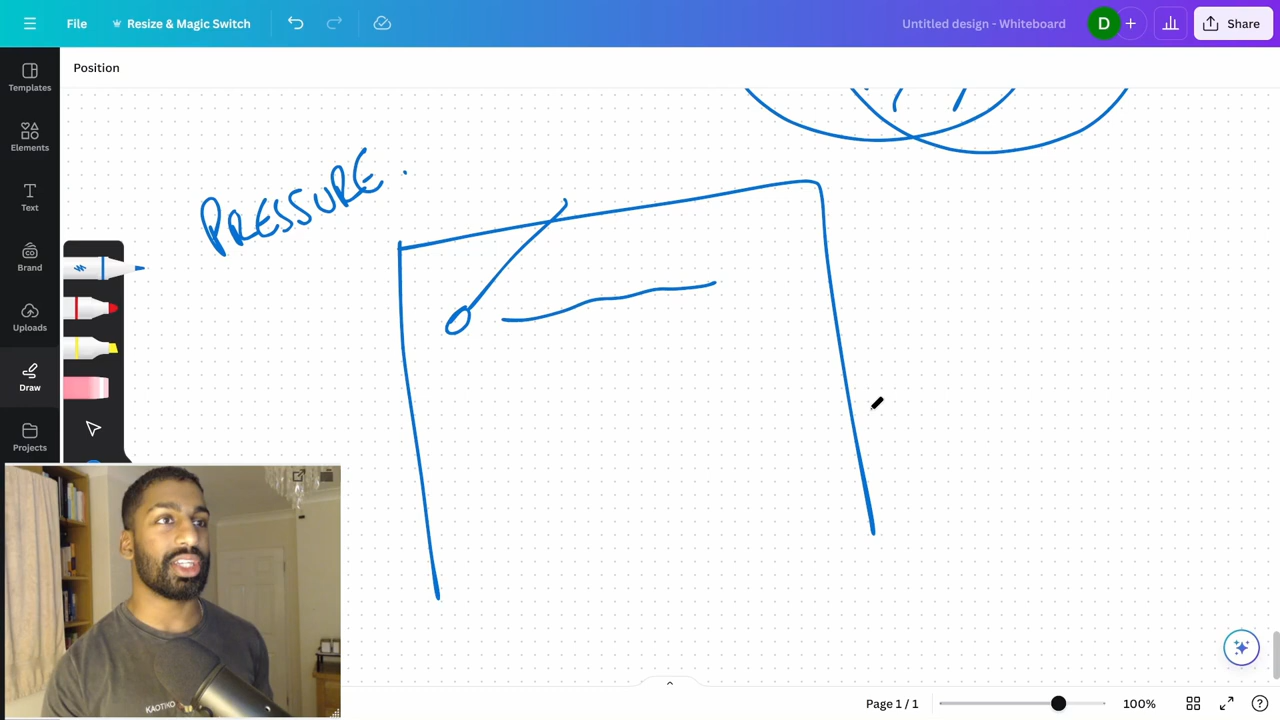 File
Resize & Magic Switch
Untitled design - Whiteboard
D
+
Share
Position
Templates
Elements
Text
Brand
Uploads
Draw
Projects
PRESSURE.
KAOTIKO
Page 1 / 1
100%